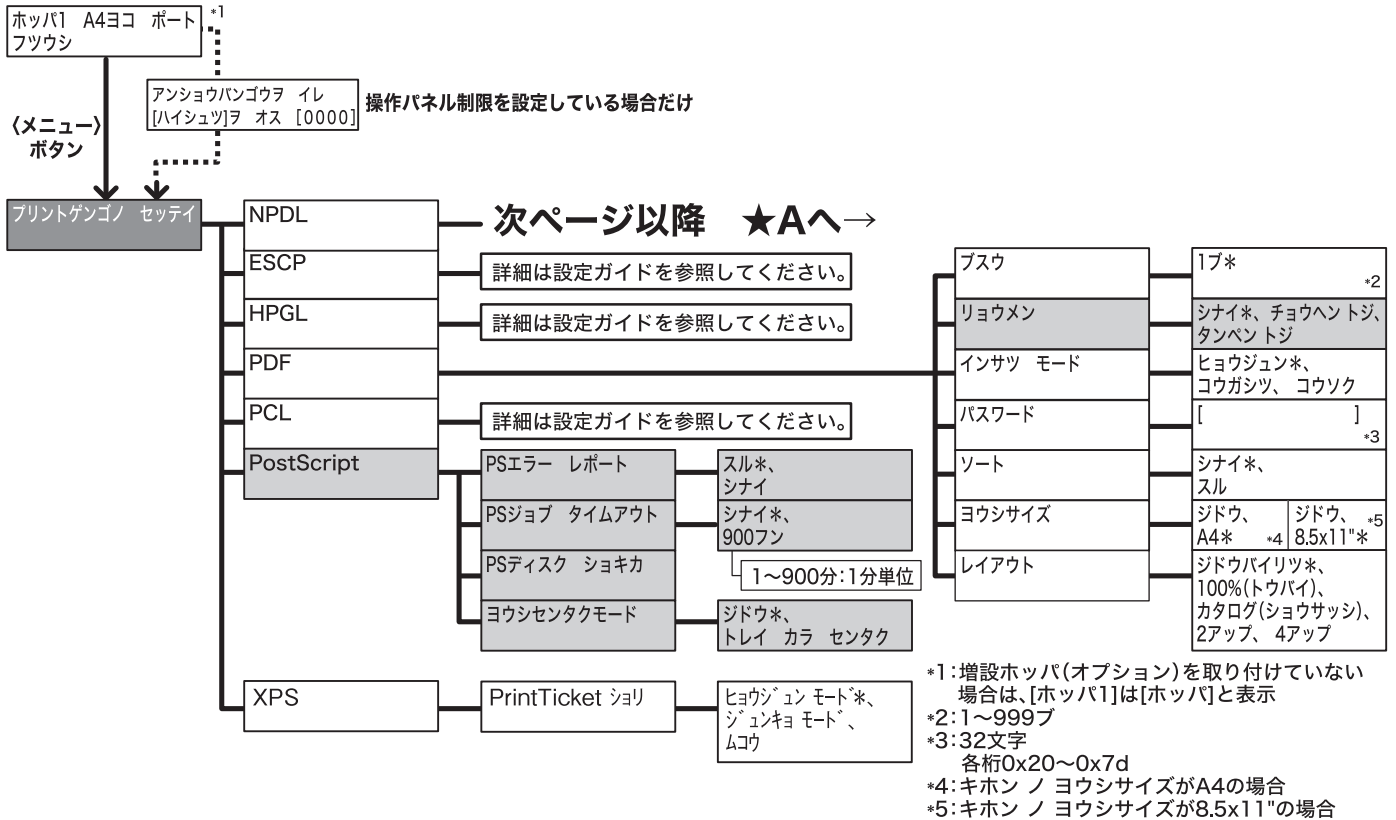 ホッパ1 A4ヨコ ポート
フツウシ
*1
アンショウバンゴウヲ イレ
[ハイシュツ]ヲ オス [0000]
操作パネル制限を設定している場合だけ
〈メニュー〉
ボタン
プリントゲンゴノ セッテイ
NPDL
次ページ以降 ★Aへ→
ESCP
詳細は設定ガイドを参照してください。
HPGL
詳細は設定ガイドを参照してください。
PDF
PCL
詳細は設定ガイドを参照してください。
PostScript
PSエラー レポート
スル*、
シナイ
PSジョブ タイムアウト
シナイ*、
900フン
1~900分:1分単位
PSディスク ショキカ
ヨウシセンタクモード
ジドウ*、
トレイ カラ センタク
XPS
PrintTicket ショリ
ヒョウジュン モード*、
ジュンキョ モード、
ムコウ
ブスウ
1ブ*
*2
リョウメン
シナイ*、チョウヘン トジ、
タンペン トジ
インサツ モード
ヒョウジュン*、
コウガシツ、 コウソク
パスワード
[ ]
*3
ソート
シナイ*、
スル
ヨウシサイズ
ジドウ、
A4* *4
ジドウ、 *5
8.5x11"*
レイアウト
ジドウバイリツ*、
100%(トウバイ)、
カタログ(ショウサッシ)、
2アップ、 4アップ
*1:増設ホッパ(オプション)を取り付けていない
場合は、[ホッパ1]は[ホッパ]と表示
*2:1~999ブ
*3:32文字
各桁0x20~0x7d
*4:キホン ノ ヨウシサイズがA4の場合
*5:キホン ノ ヨウシサイズが8.5x11"の場合